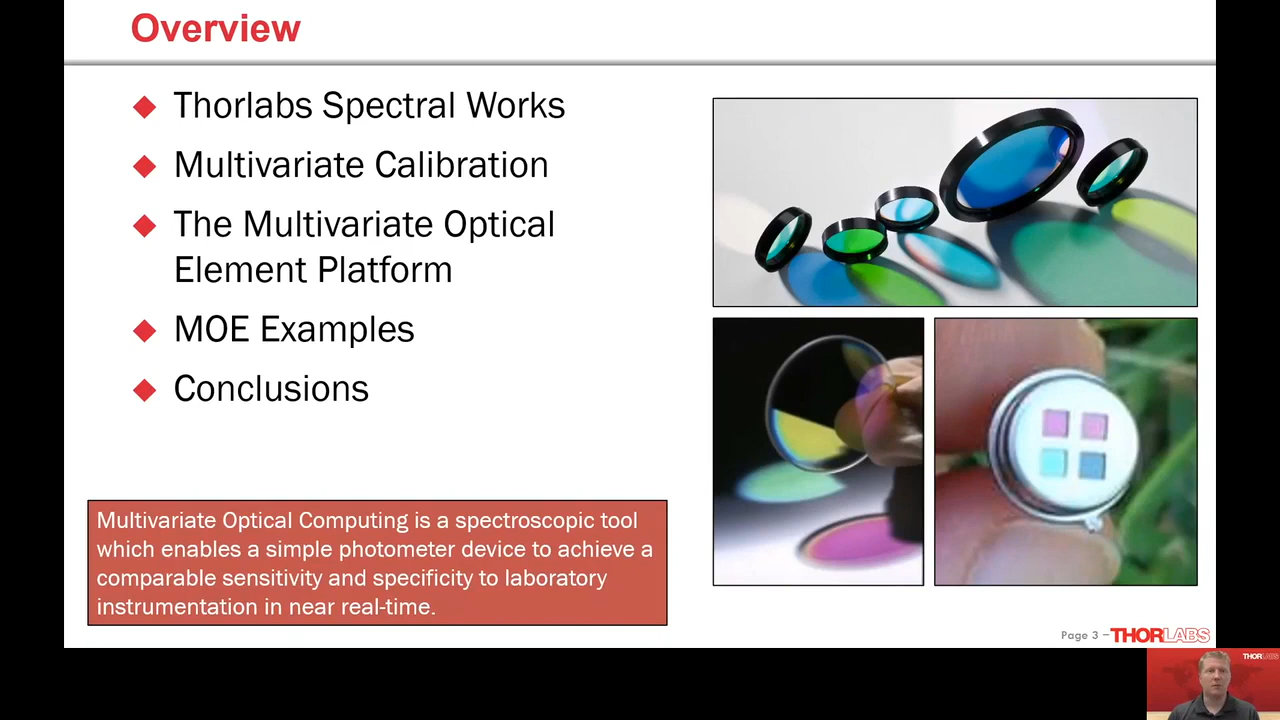 Overview
Thorlabs Spectral Works
Multivariate Calibration
The Multivariate Optical
Element Platform
MOE Examples
Conclusions
Multivariate Optical Computing is a spectroscopic tool
which enables a simple photometer device to achieve a
comparable sensitivity and specificity to laboratory
instrumentation in near real-time.
Page 3 – THORLABS
THORLABS